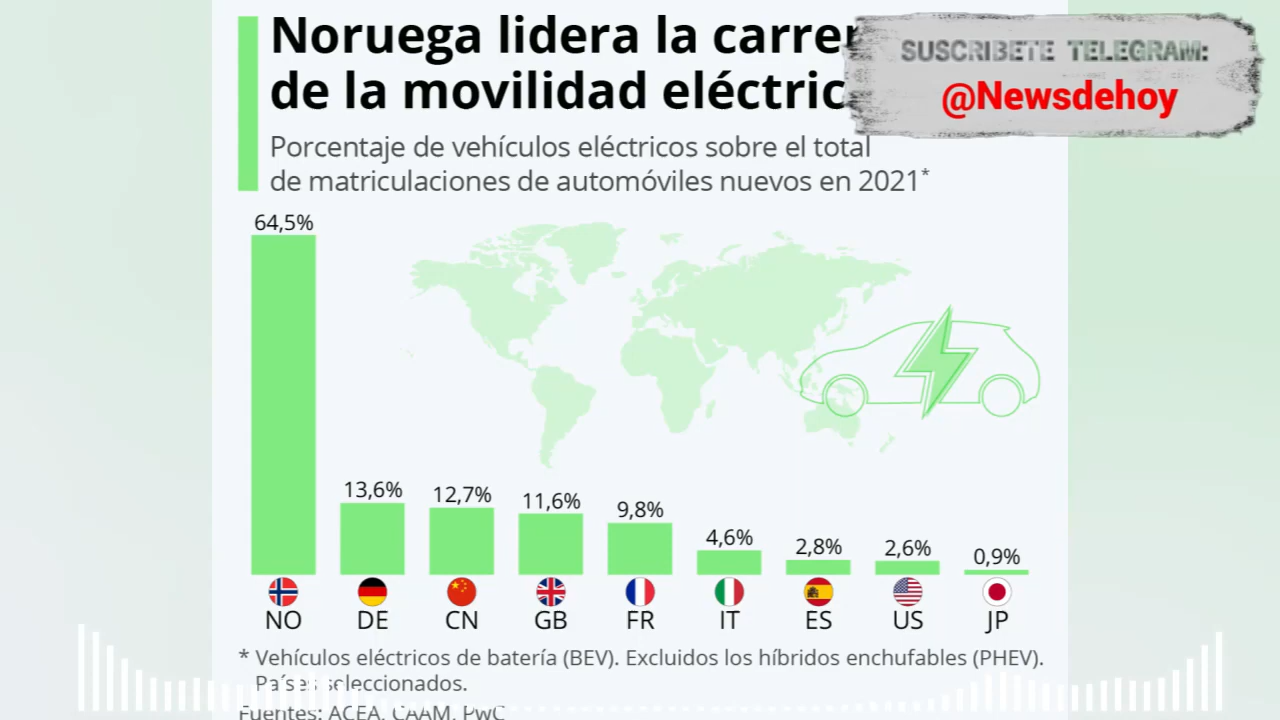 Noruega lidera la
de la movilidad
SUSCRIBETE TELEGRAM:
@Newsdehoy
Porcentaje de vehículos eléctricos sobre el total
de matriculaciones de automóviles nuevos en 2021*
64,5%
13,6%
12,7%
11,6%
9,8%
4,6%
2,8%
2,6%
0,9%
NO DE CN GB FR IT ES US JP
* Vehículos eléctricos de batería (BEV). Excluidos los híbridos enchufables (PHEV).
Países seleccionados.
Fuentes: ACEA, CAAM, PwC